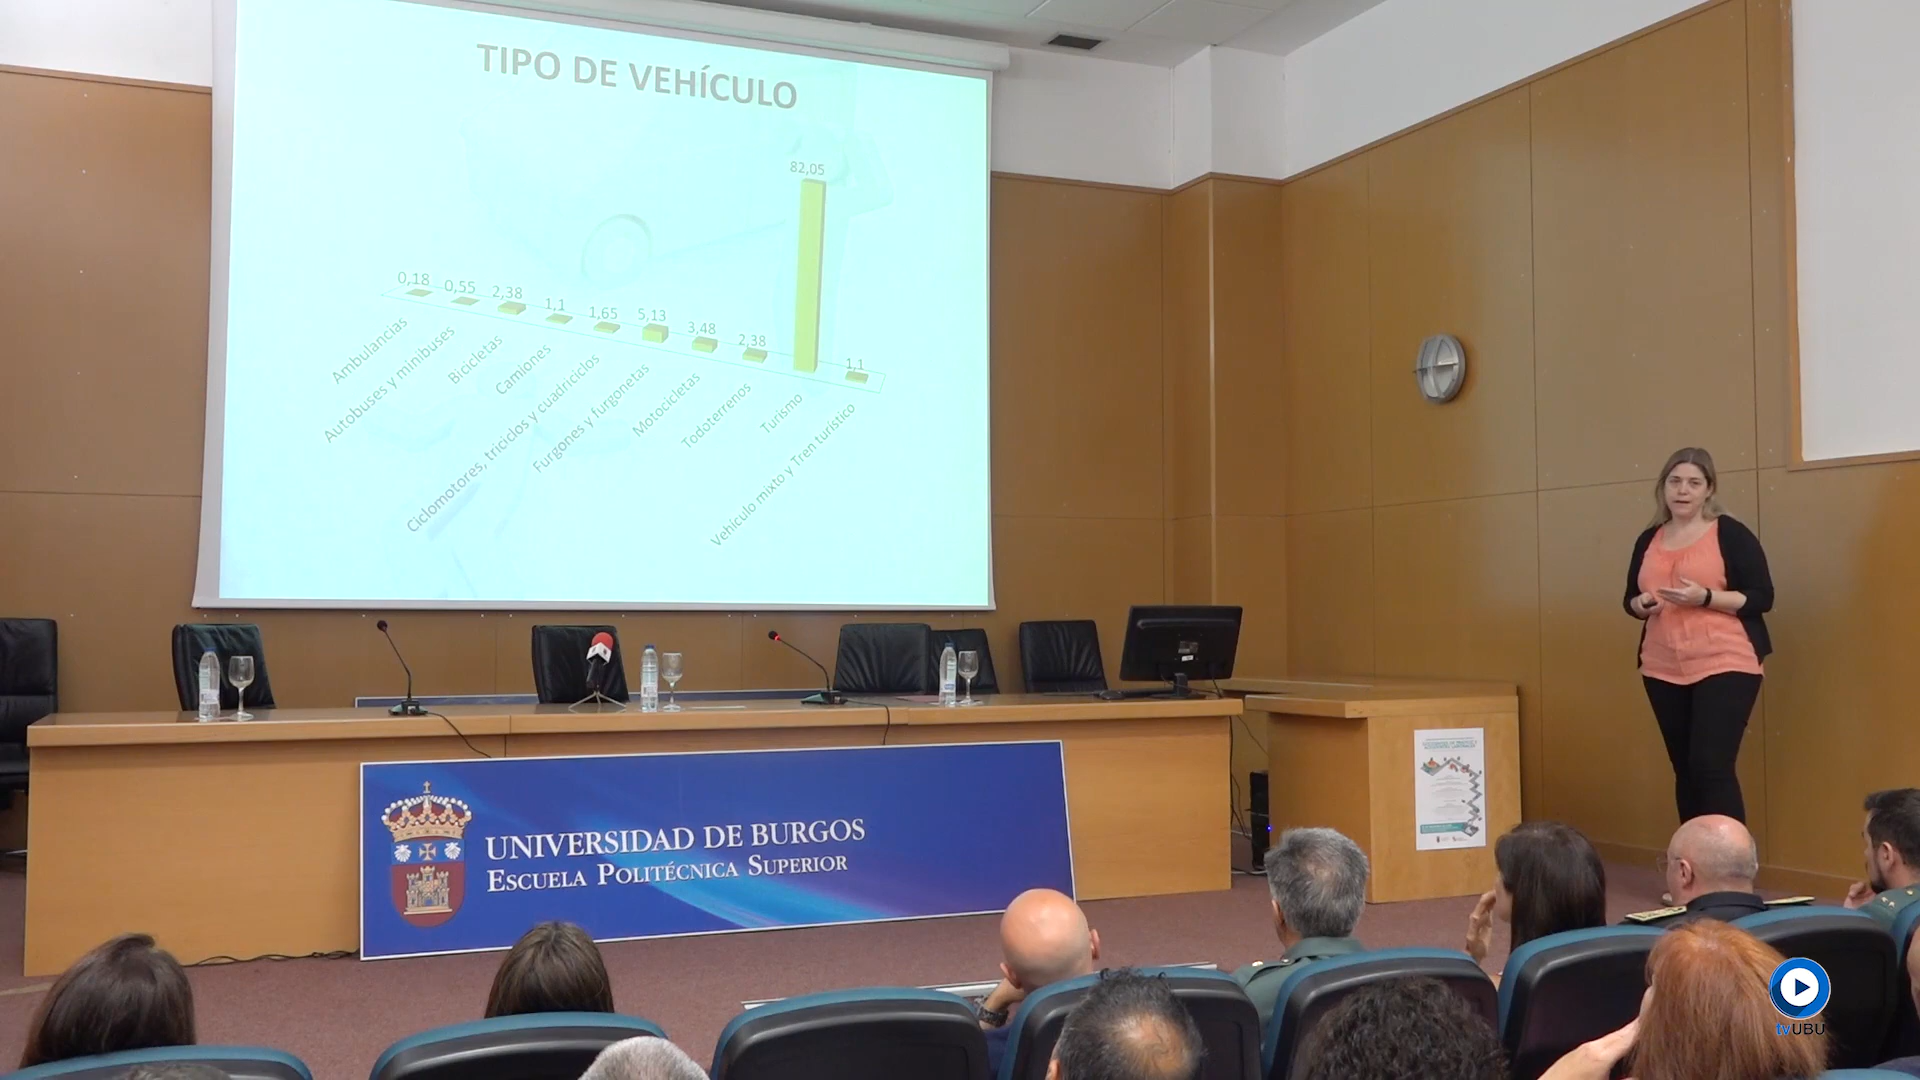 TIPO DE VEHÍCULO
82,05
0,18
0,55
2,38
1,1
1,65
5,13
3,48
2,38
1,1
Ambulancias
Autobuses y minibuses
Bicicletas
Camiones
Ciclomotores, triciclos y cuadriciclos
Furgones y furgonetas
Motocicletas
Todoterrenos
Turismo
Vehículo mixto y Tren turístico
UNIVERSIDAD DE BURGOS
ESCUELA POLITÉCNICA SUPERIOR
tvUBU